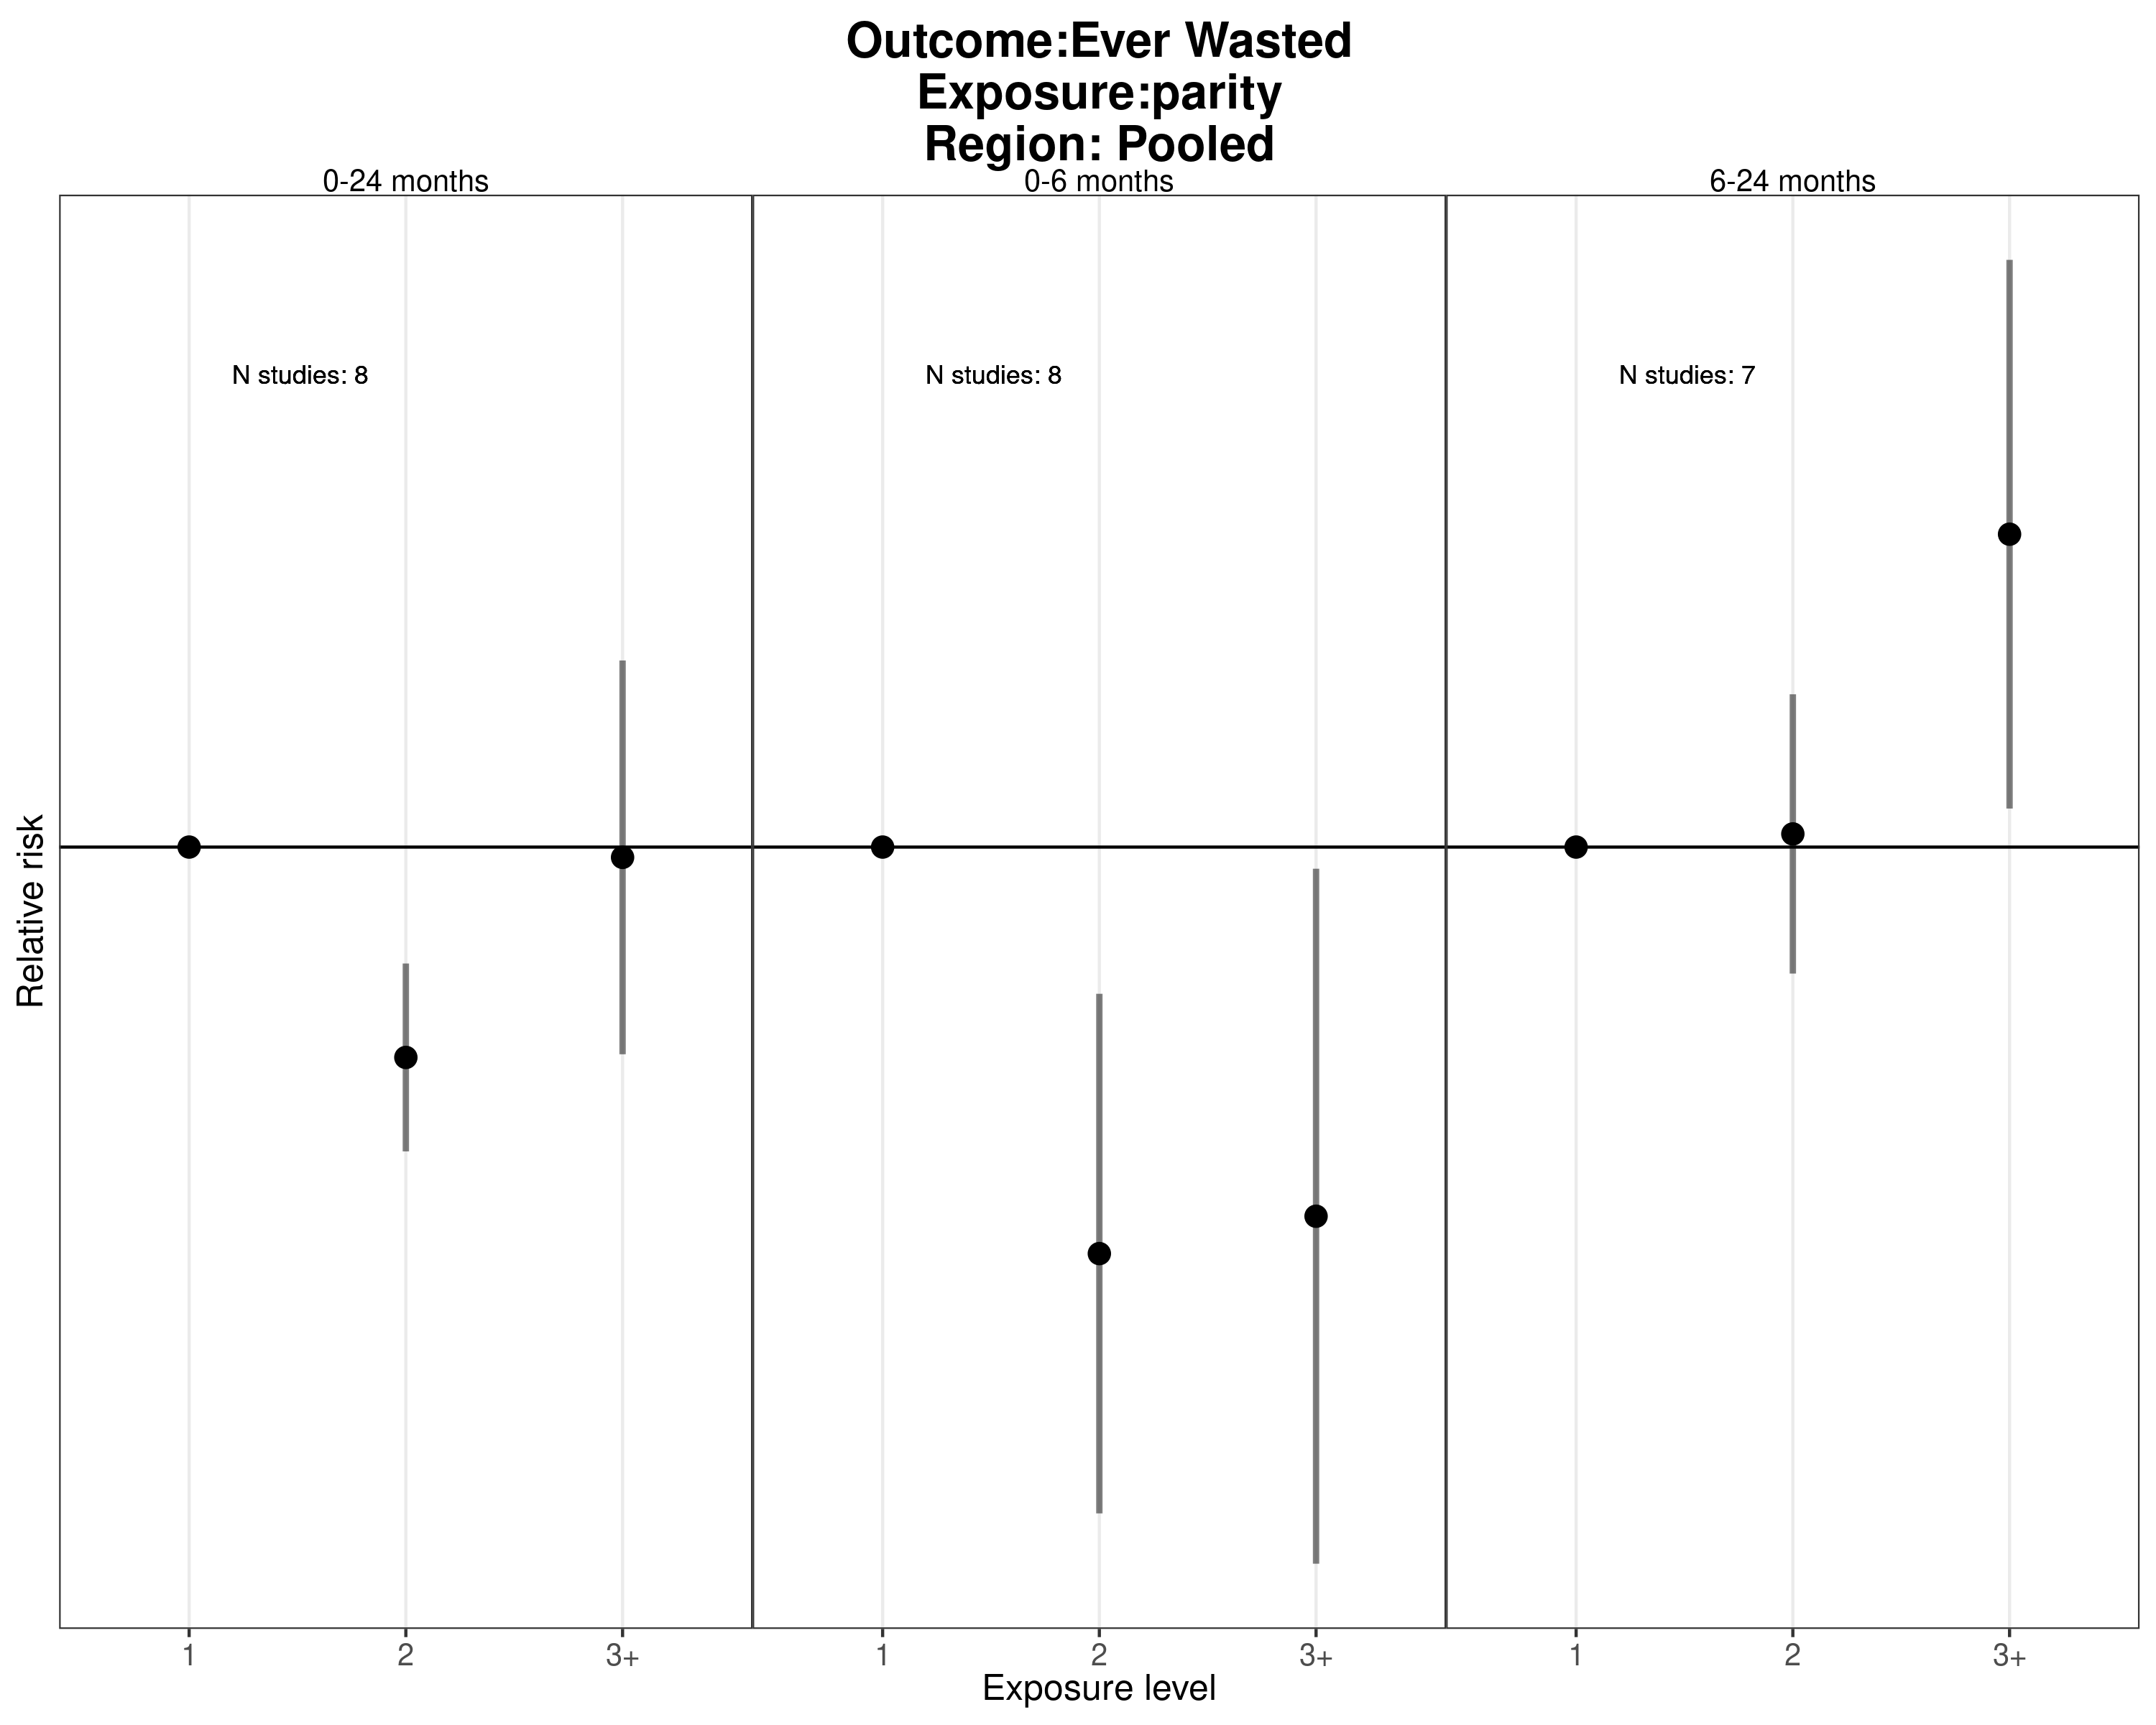 Outcome:Ever Wasted
Exposure:parity
Region: Pooled
0-24 months
0-6 months
6-24 months
N studies: 8
N studies: 8
N studies: 7
Relative risk
1
2
3+
1
2
3+
1
2
3+
Exposure level